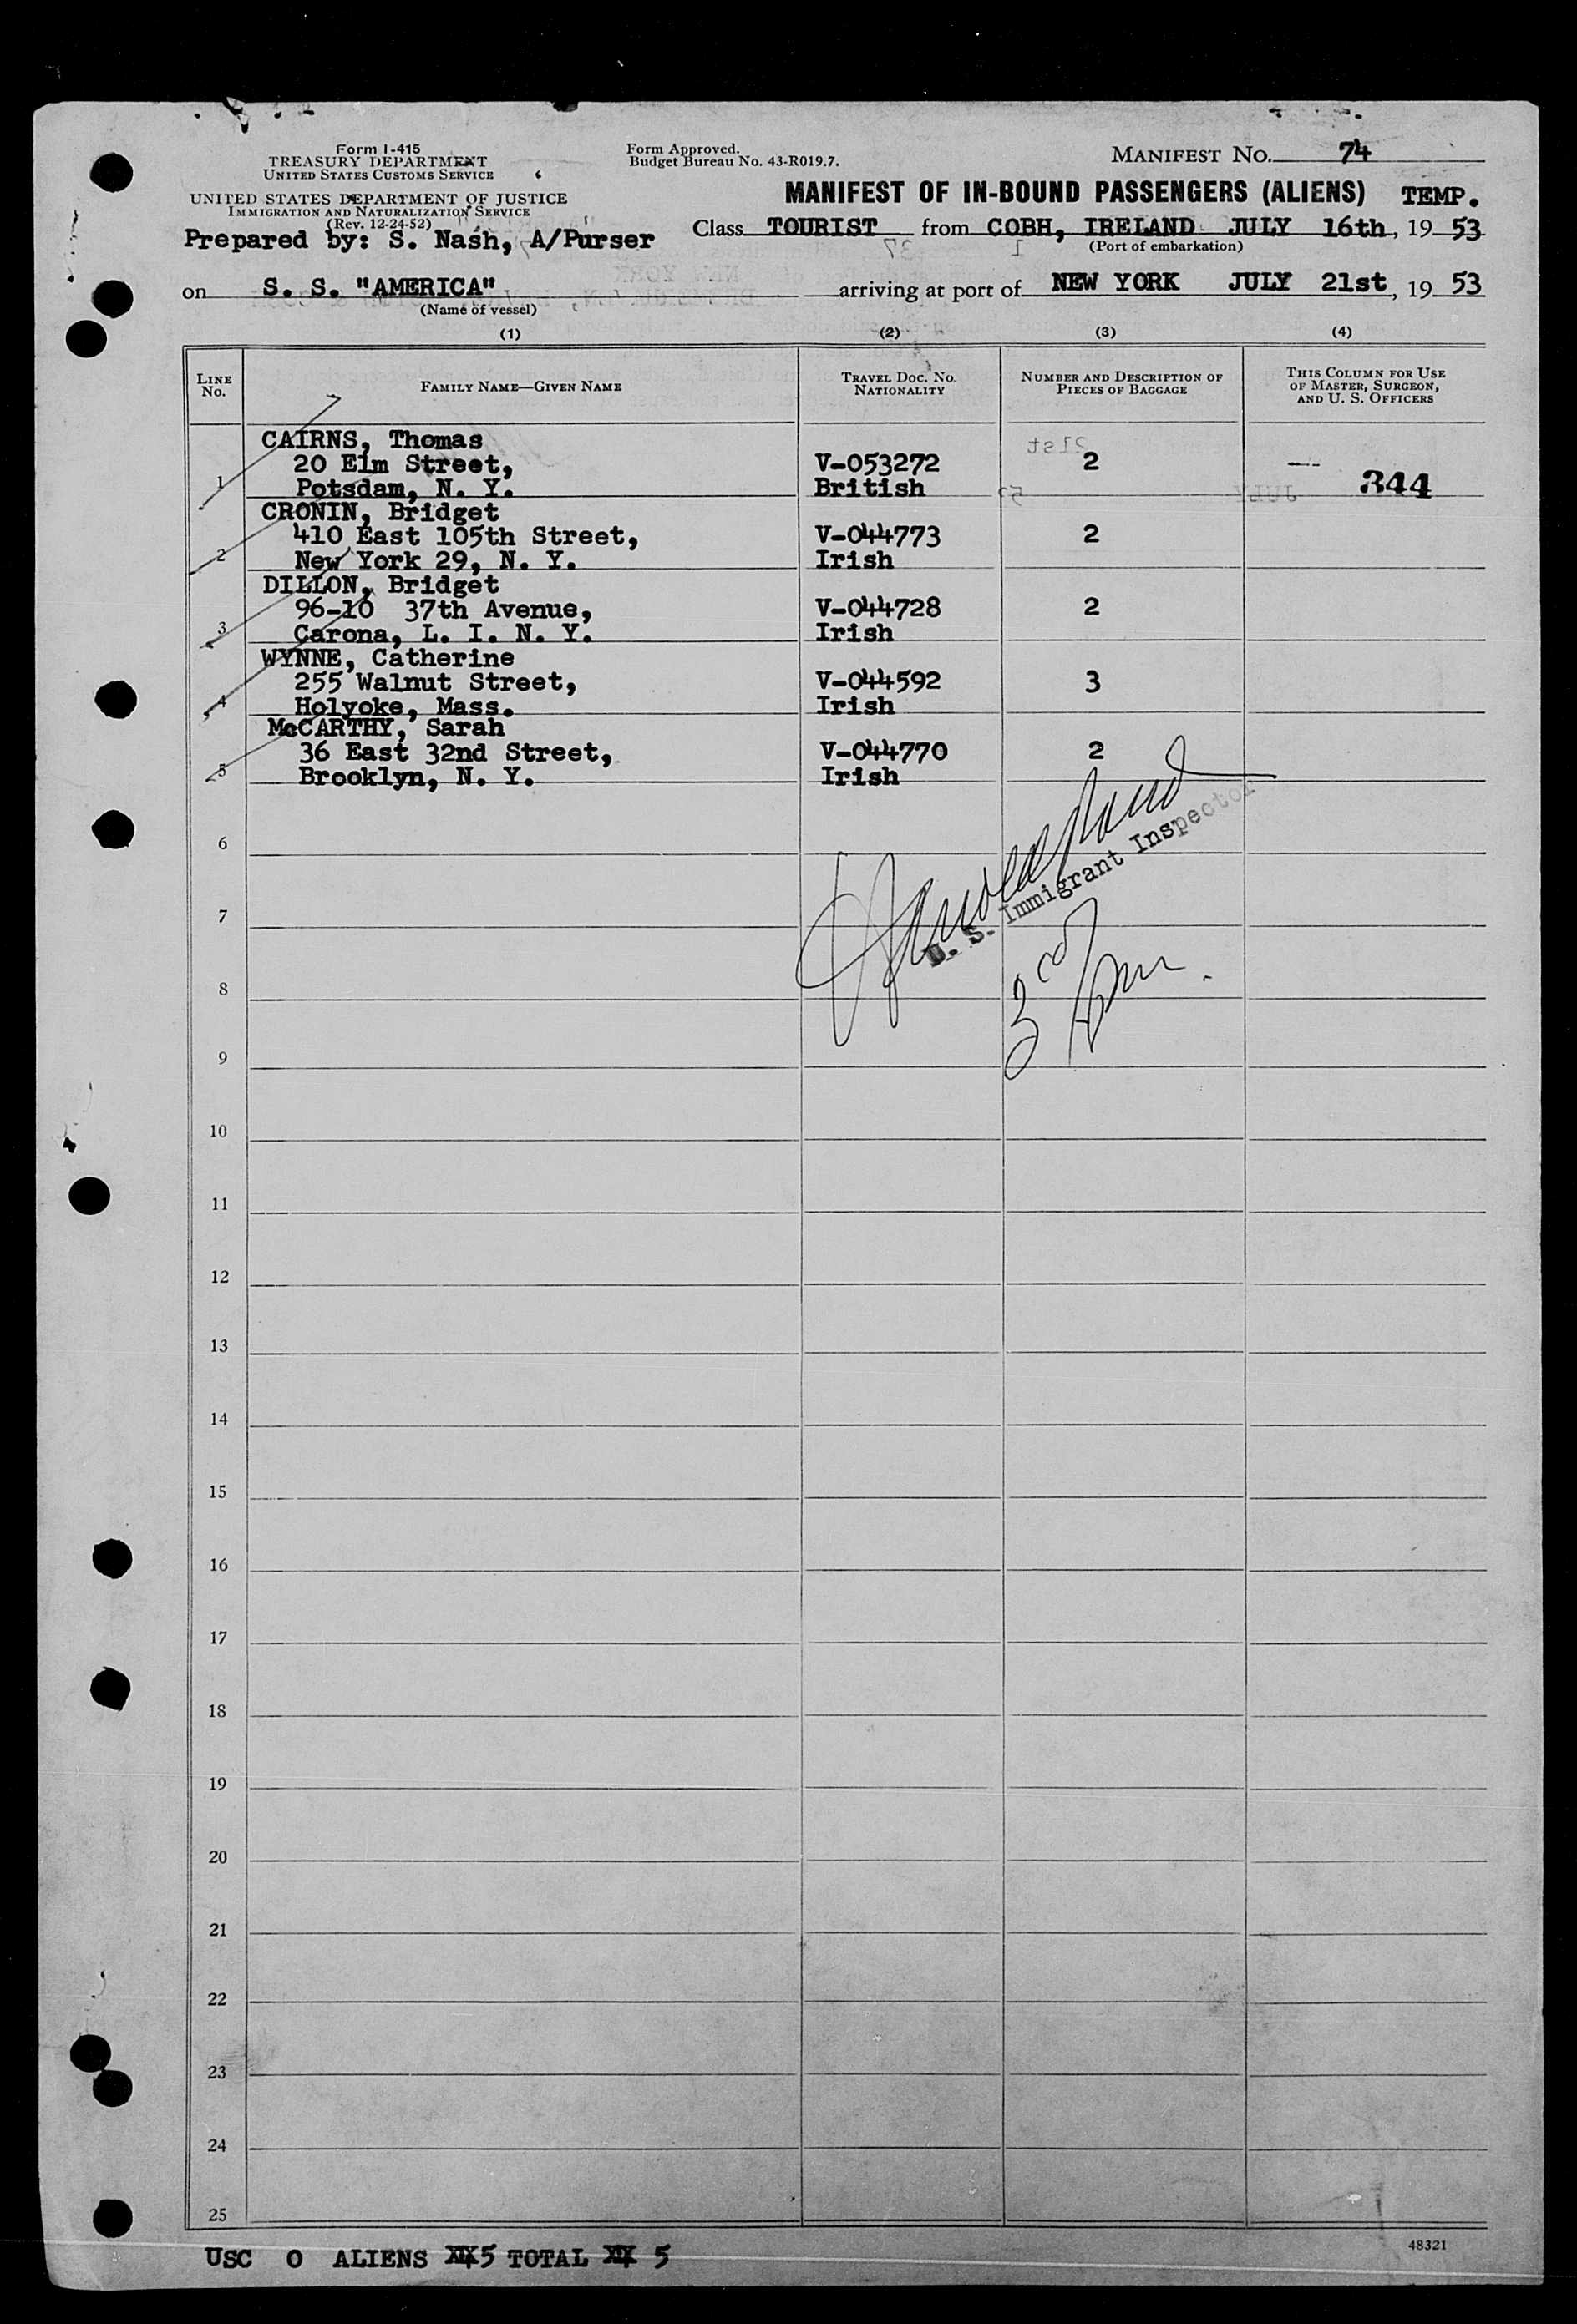 Form I-415
TREASURY DEPARTMENT
UNITED STATES CUSTOMS SERVICE
UNITED STATES DEPARTMENT OF JUSTICE
IMMIGRATION AND NATURALIZATION SERVICE
(Rev. 12-24-52)
Prepared by: S. Nash, A/Purser
Form Approved.
Budget Bureau No. 43-R019.7.
MANIFEST NO. 74
MANIFEST OF IN-BOUND PASSENGERS (ALIENS) TEMP.
Class TOURIST from COBH, IRELAND JULY 16th, 1953
(Port of embarkation)
on S. S. "AMERICA" arriving at port of NEW YORK JULY 21st, 1953
(Name of vessel)
(1) (2) (3) (4)
LINE NO. FAMILY NAME—GIVEN NAME TRAVEL DOC. NO. NATIONALITY NUMBER AND DESCRIPTION OF PIECES OF BAGGAGE THIS COLUMN FOR USE OF MASTER, SURGEON, AND U. S. OFFICERS
CAIRNS, Thomas
20 Elm Street, V-053272 2
1 Potsdam, N. Y. British 344
CRONIN, Bridget
410 East 105th Street, V-044773 2
2 New York 29, N. Y. Irish
DILLON, Bridget
96-10 37th Avenue, V-044728 2
3 Carona, L. I. N. Y. Irish
WYNNE, Catherine
255 Walnut Street, V-044592 3
4 Holyoke, Mass. Irish
McCARTHY, Sarah
36 East 32nd Street, V-044770 2
5 Brooklyn, N. Y. Irish
6
U. S. Immigrant Inspector
7
8
9
10
11
12
13
14
15
16
17
18
19
20
21
22
23
24
25
48321
USC 0 ALIENS 5 TOTAL 5